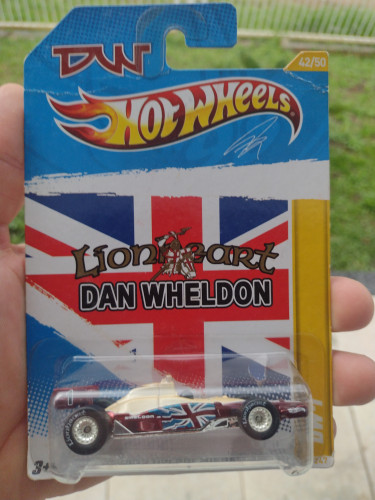 DW
42/50
HOT WHEELS
Lionheart
DAN WHELDON
3+